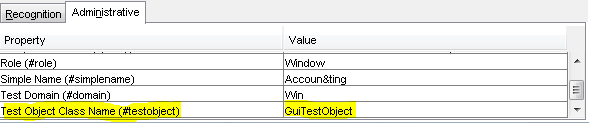 Recognition Administrative
Property Value
Role (#role) Window
Simple Name (#simplename) Accoun&ting
Test Domain (#domain) Win
Test Object Class Name (#testobject) GuiTestObject